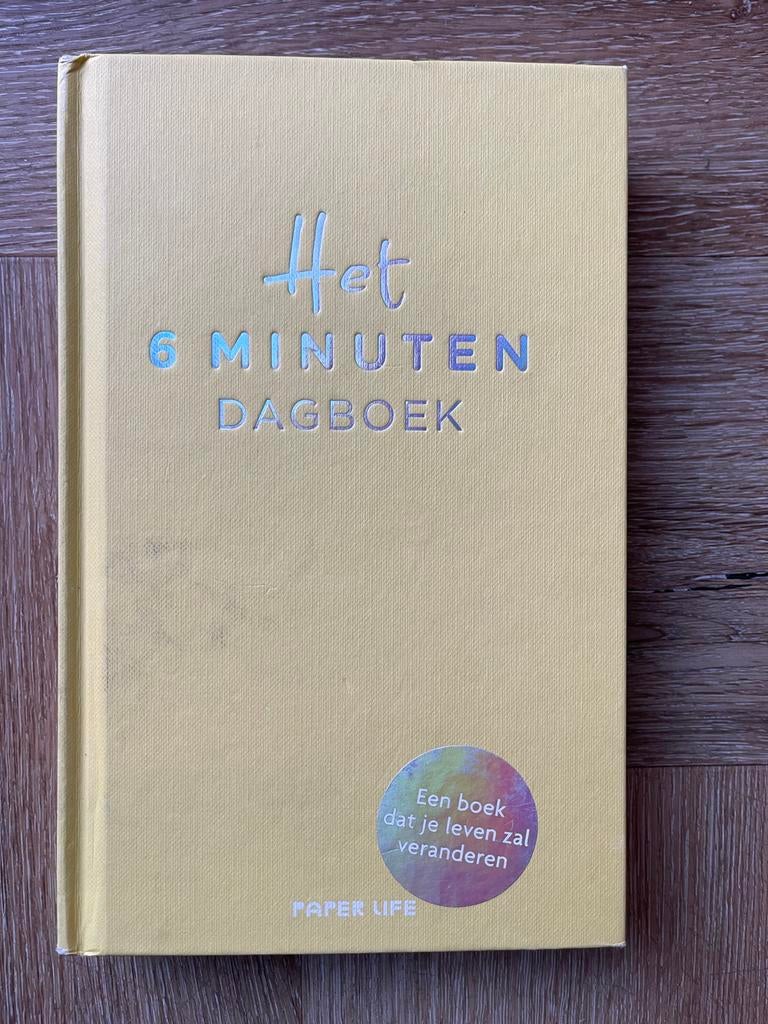 Het
6 MINUTEN
DAGBOEK
Een boek
dat je leven zal
veranderen
PAPER LIFE